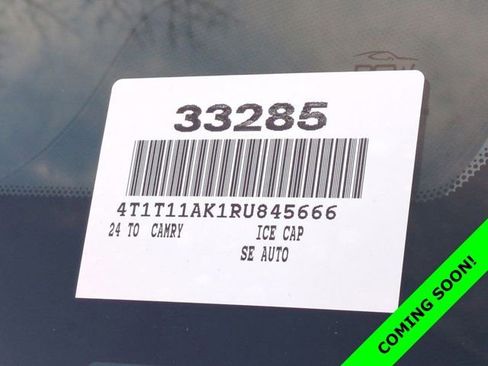 33285
4T1T11AK1RU845666
24 TO CAMRY ICE CAP
SE AUTO
COMING SOON!